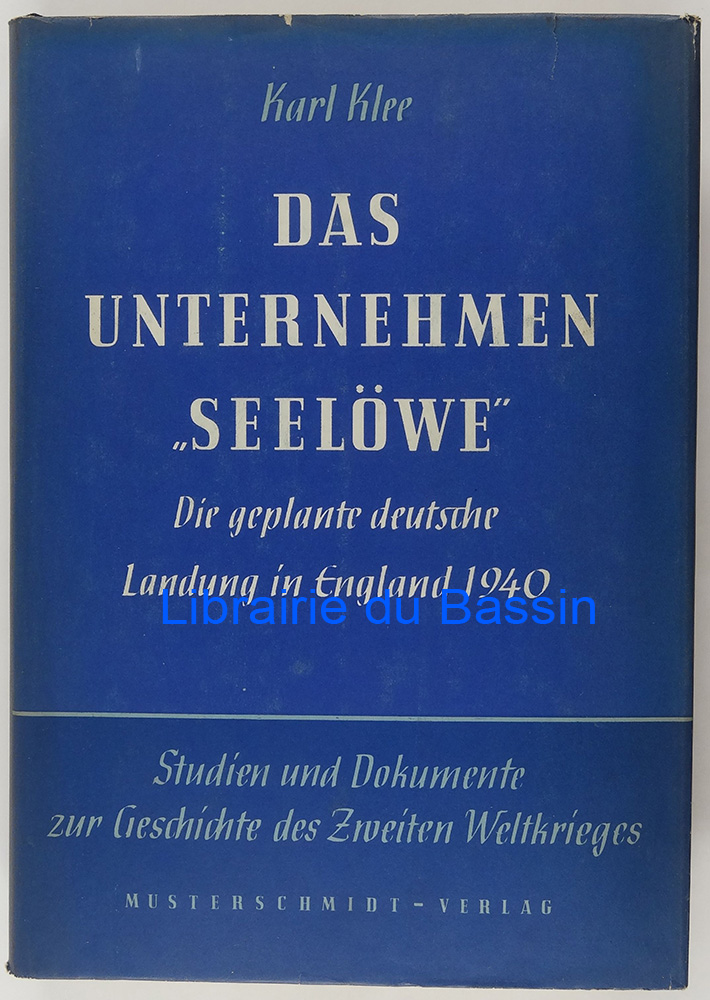 Karl Klee
DAS
UNTERNEHMEN
„SEELÖWE“
Die geplante deutsche
Landung in England 1940
Librairie du Bassin
Studien und Dokumente
zur Geschichte des Zweiten Weltkrieges
MUSTERSCHMIDT-VERLAG